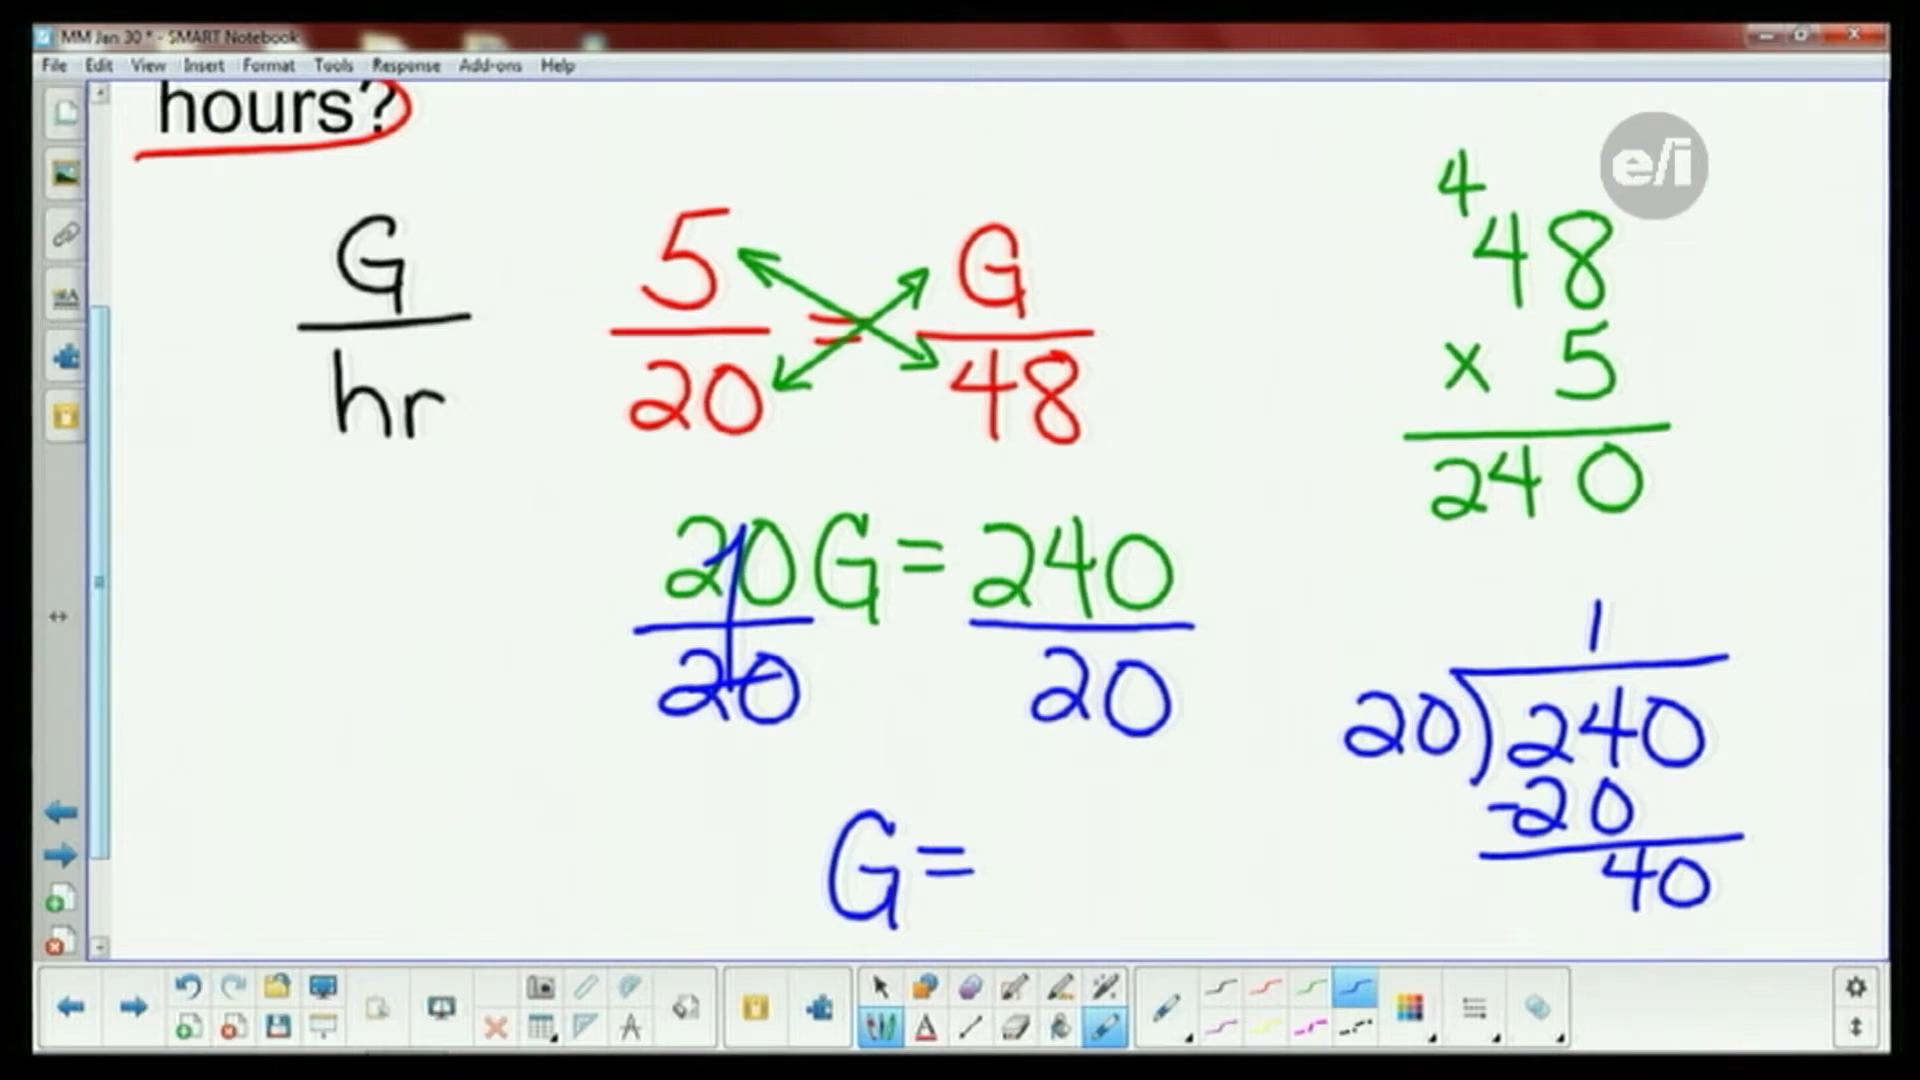 MM Jan 30 * - SMART Notebook
File Edit View Insert Format Tools Response Add-ons Help
hours?
e/i
G
hr
5
20
=
G
48
4
48
x 5
240
20G = 240
20
20
G =
1
20)240
-20
40